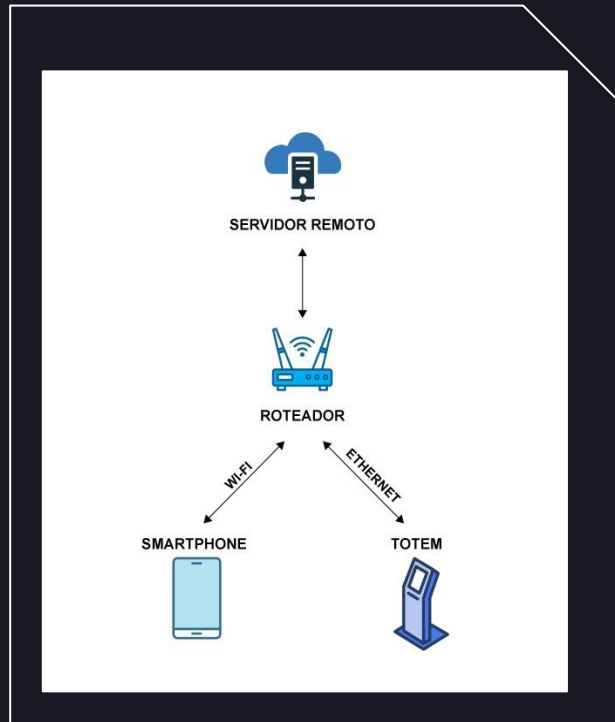 SERVIDOR REMOTO
ROTEADOR
WI-FI
ETHERNET
SMARTPHONE
TOTEM